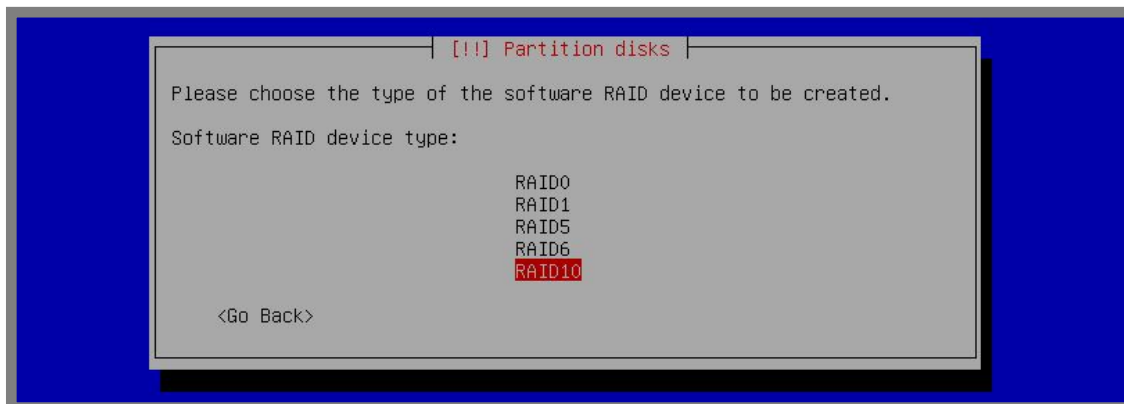 [!!] Partition disks
Please choose the type of the software RAID device to be created.
Software RAID device type:
RAID0
RAID1
RAID5
RAID6
RAID10
<Go Back>